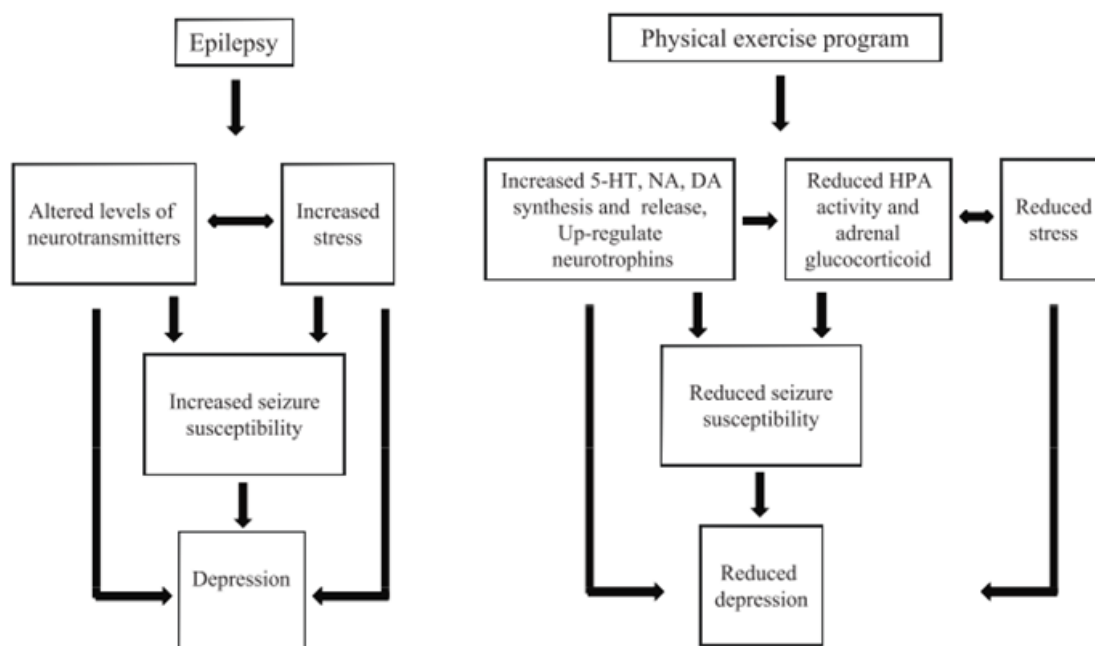 Epilepsy
Altered levels of
neurotransmitters
Increased
stress
Increased seizure
susceptibility
Depression
Physical exercise program
Increased 5-HT, NA, DA
synthesis and release,
Up-regulate
neurotrophins
Reduced HPA
activity and
adrenal
glucocorticoid
Reduced
stress
Reduced seizure
susceptibility
Reduced
depression